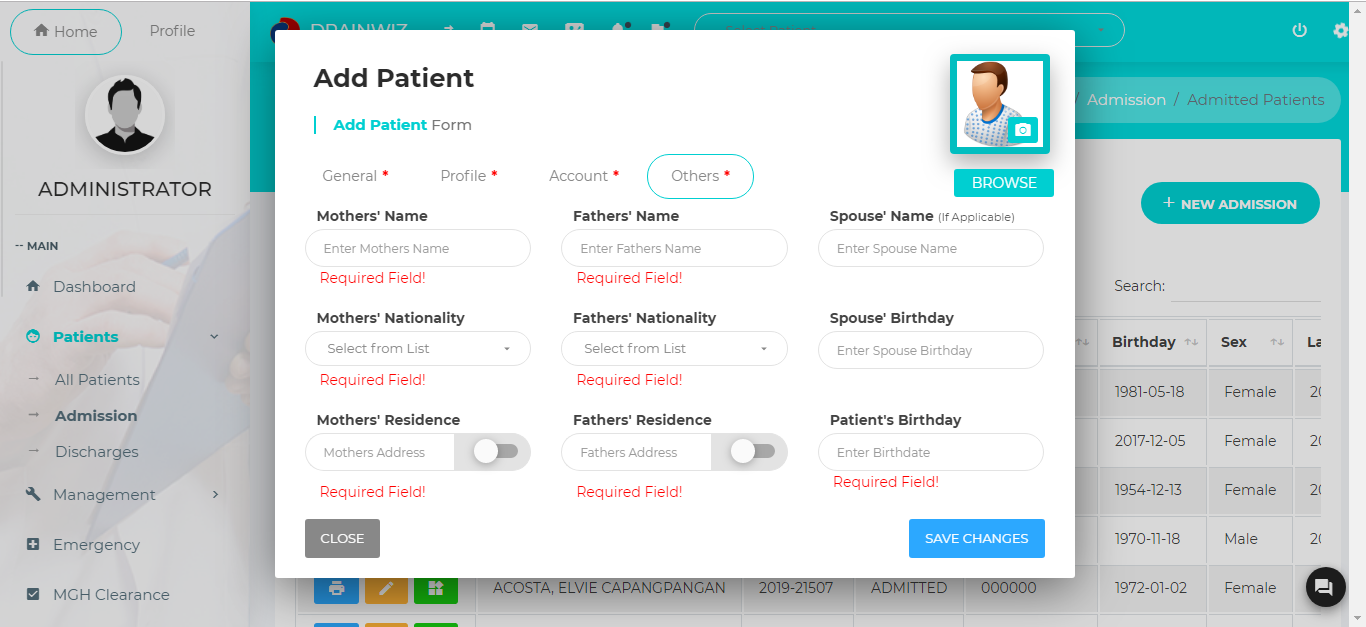 Home
Profile
DRAINWIZ
Add Patient
Add Patient Form
/ Admission / Admitted Patients
General *
Profile *
Account *
Others *
BROWSE
ADMINISTRATOR
+ NEW ADMISSION
-- MAIN
Dashboard
Patients
All Patients
Admission
Discharges
Management
Emergency
MGH Clearance
Mothers' Name
Fathers' Name
Spouse' Name (If Applicable)
Enter Mothers Name
Enter Fathers Name
Enter Spouse Name
Required Field!
Required Field!
Mothers' Nationality
Fathers' Nationality
Spouse' Birthday
Select from List
Select from List
Enter Spouse Birthday
Required Field!
Required Field!
Mothers' Residence
Fathers' Residence
Patient's Birthday
Mothers Address
Fathers Address
Enter Birthdate
Required Field!
Required Field!
Required Field!
CLOSE
SAVE CHANGES
Search:
Birthday
Sex
1981-05-18 Female
2017-12-05 Female
1954-12-13 Female
1970-11-18 Male
ACOSTA, ELVIE CAPANGPANGAN 2019-21507 ADMITTED 000000 1972-01-02 Female